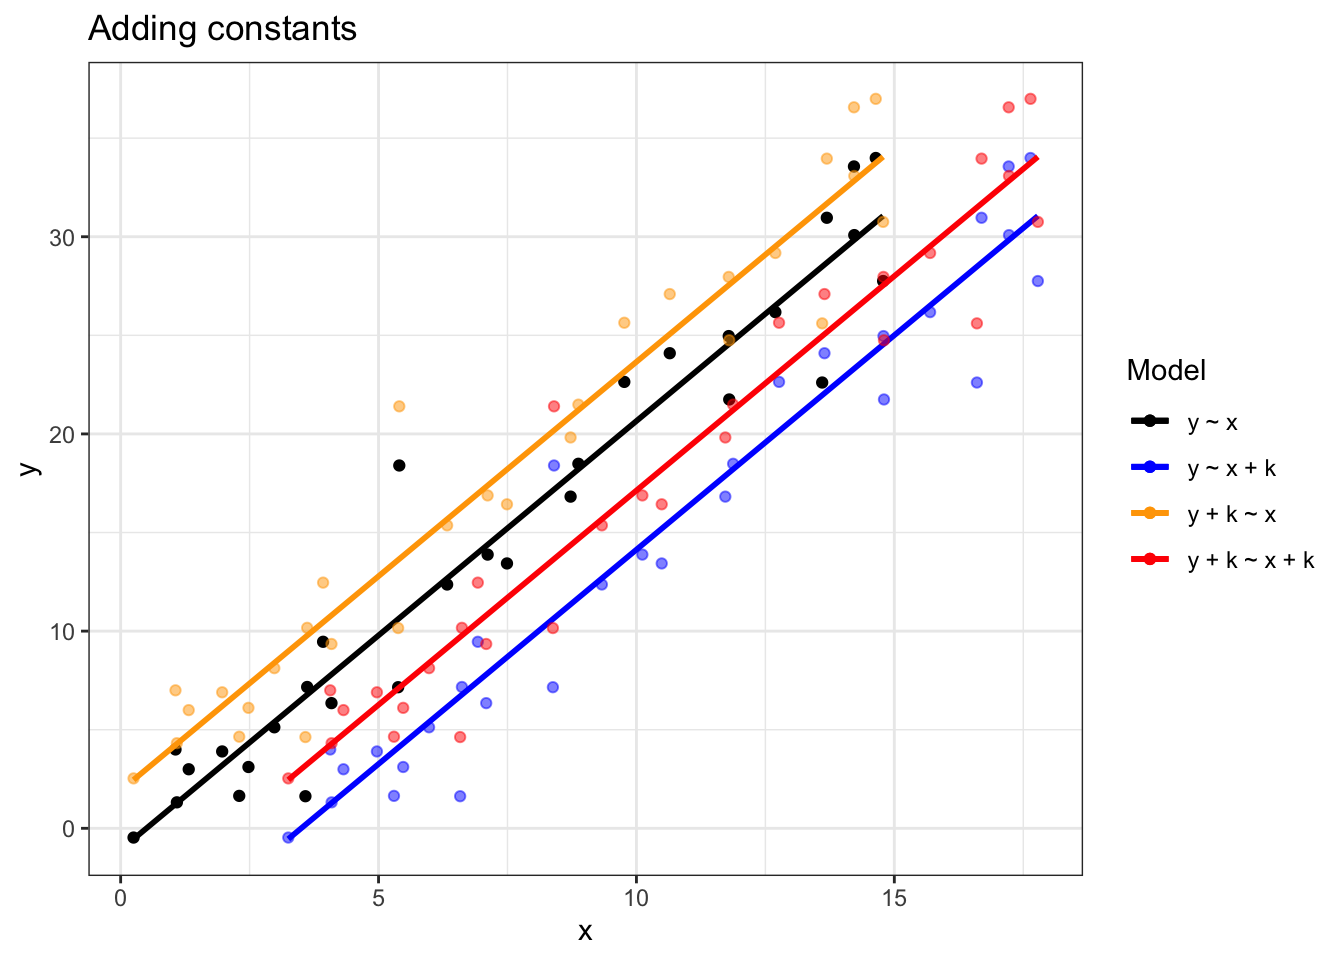 Adding constants
y
30
20
10
0
0 5 10 15
x
Model
y ~ x
y ~ x + k
y + k ~ x
y + k ~ x + k